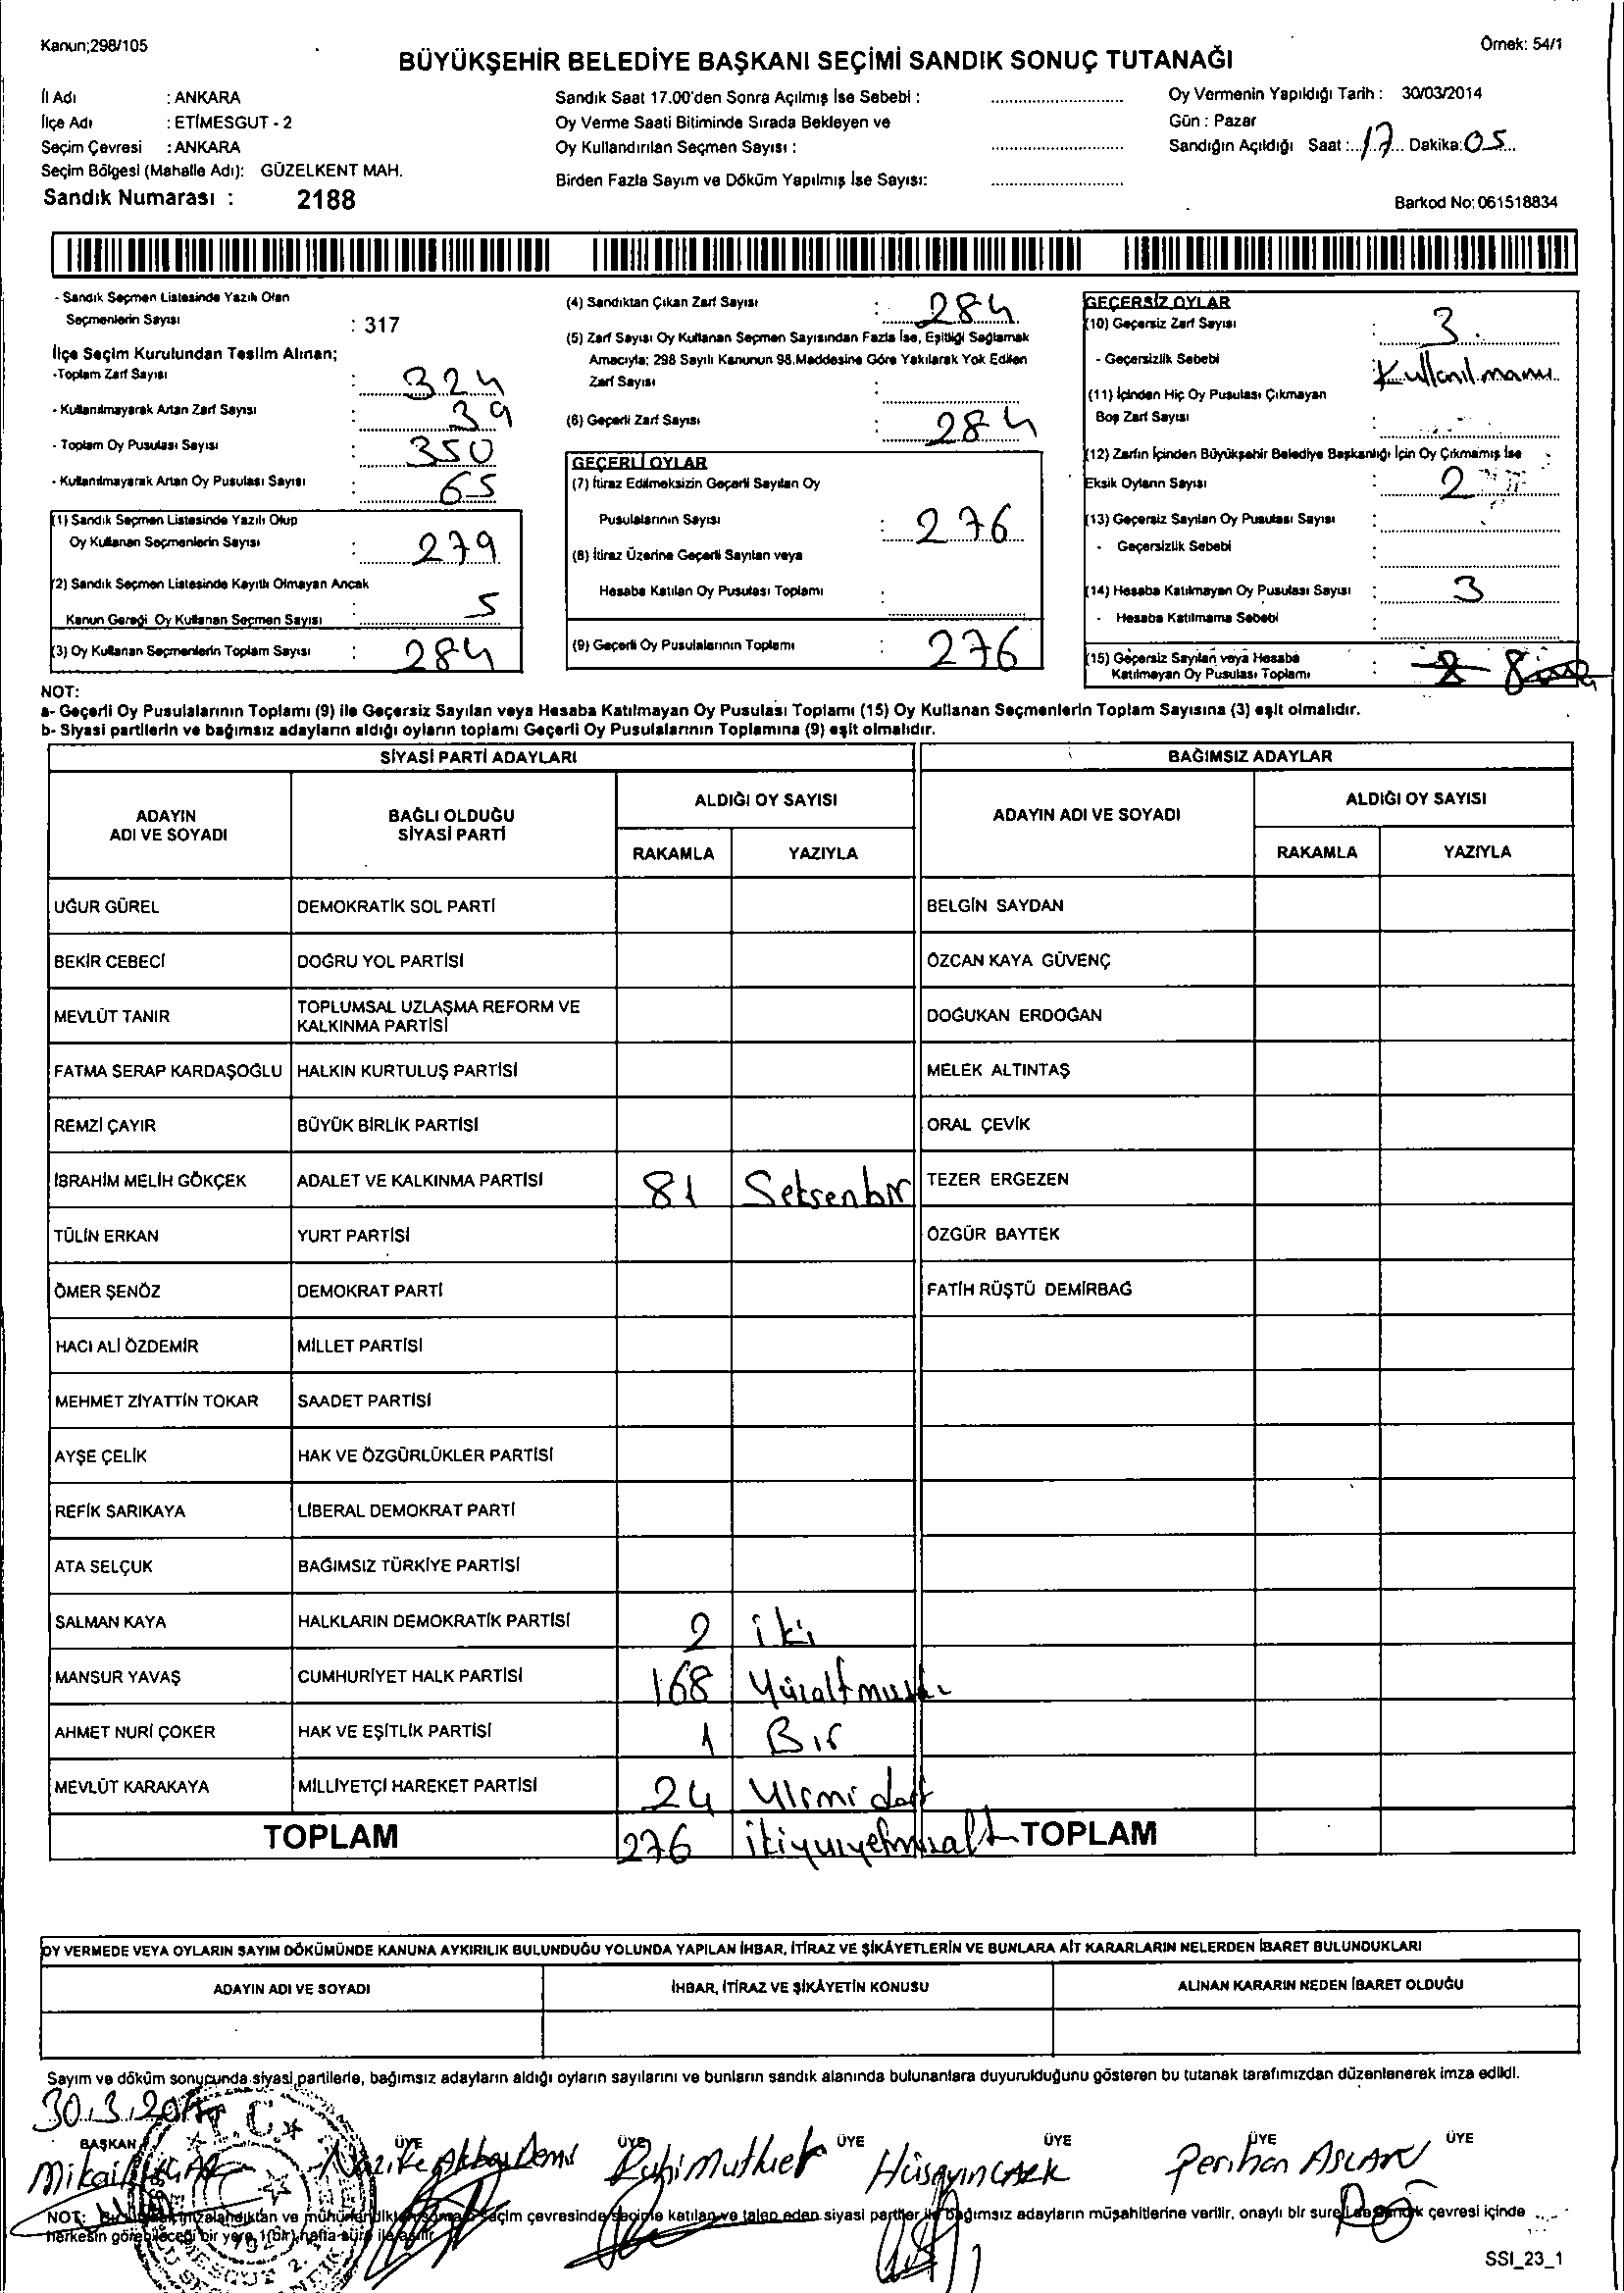 Kanun;298/105
Örnek: 54/1
BÜYÜKŞEHİR BELEDİYE BAŞKANI SEÇİMİ SANDIK SONUÇ TUTANAĞI
İl Adı : ANKARA
İlçe Adı : ETİMESGUT - 2
Seçim Çevresi : ANKARA
Seçim Bölgesi (Mahalle Adı): GÜZELKENT MAH.
Sandık Numarası : 2188
Sandık Saat 17.00'den Sonra Açılmış İse Sebebi :
Oy Verme Saati Bitiminde Sırada Bekleyen ve
Oy Kullandırılan Seçmen Sayısı :
Birden Fazla Sayım ve Döküm Yapılmış İse Sayısı:
Oy Vermenin Yapıldığı Tarih : 30/03/2014
Gün : Pazar
Sandığın Açıldığı Saat : 17 Dakika: 05
Barkod No: 061518834
- Sandık Seçmen Listesinde Yazılı Olan
Seçmenlerin Sayısı : 317
İlçe Seçim Kurulundan Teslim Alınan;
-Toplam Zarf Sayısı : 324
- Kullanılmayarak Artan Zarf Sayısı : 39
- Toplam Oy Pusulası Sayısı : 350
- Kullanılmayarak Artan Oy Pusulası Sayısı : 65
(1) Sandık Seçmen Listesinde Yazılı Olup
Oy Kullanan Seçmenlerin Sayısı : 279
(2) Sandık Seçmen Listesinde Kayıtlı Olmayan Ancak
Kanun Gereği Oy Kullanan Seçmen Sayısı : 5
(3) Oy Kullanan Seçmenlerin Toplam Sayısı : 284
(4) Sandıktan Çıkan Zarf Sayısı : 284
(5) Zarf Sayısı Oy Kullanan Seçmen Sayısından Fazla İse, Eşitliği Sağlamak
Amacıyla; 298 Sayılı Kanunun 98.Maddesine Göre Yakılarak Yok Edilen
Zarf Sayısı :
(6) Geçerli Zarf Sayısı : 284
GEÇERLİ OYLAR
(7) İtiraz Edilmeksizin Geçerli Sayılan Oy
Pusulalarının Sayısı : 276
(8) İtiraz Üzerine Geçerli Sayılan veya
Hesaba Katılan Oy Pusulası Toplamı :
(9) Geçerli Oy Pusulalarının Toplamı : 276
GEÇERSİZ OYLAR
(10) Geçersiz Zarf Sayısı : 3
- Geçersizlik Sebebi : Kullanılmamı
(11) İçinden Hiç Oy Pusulası Çıkmayan
Boş Zarf Sayısı :
(12) Zarfın İçinden Büyükşehir Belediye Başkanlığı İçin Oy Çıkmamış İse
Eksik Oyların Sayısı : 2
(13) Geçersiz Sayılan Oy Pusulası Sayısı :
- Geçersizlik Sebebi :
(14) Hesaba Katılmayan Oy Pusulası Sayısı : 3
- Hesaba Katılmama Sebebi :
(15) Geçersiz Sayılan veya Hesaba
Katılmayan Oy Pusulası Toplamı : 8 8
NOT:
a- Geçerli Oy Pusulalarının Toplamı (9) ile Geçersiz Sayılan veya Hesaba Katılmayan Oy Pusulası Toplamı (15) Oy Kullanan Seçmenlerin Toplam Sayısına (3) eşit olmalıdır.
b- Siyasi partilerin ve bağımsız adayların aldığı oyların toplamı Geçerli Oy Pusulalarının Toplamına (9) eşit olmalıdır.
SİYASİ PARTİ ADAYLARI BAĞIMSIZ ADAYLAR
ADAYIN ADI VE SOYADI BAĞLI OLDUĞU SİYASİ PARTİ ALDIĞI OY SAYISI ADAYIN ADI VE SOYADI ALDIĞI OY SAYISI
RAKAMLA YAZIYLA RAKAMLA YAZIYLA
UĞUR GÜREL DEMOKRATİK SOL PARTİ BELGİN SAYDAN
BEKİR CEBECİ DOĞRU YOL PARTİSİ ÖZCAN KAYA GÜVENÇ
MEVLÜT TANIR TOPLUMSAL UZLAŞMA REFORM VE KALKINMA PARTİSİ DOĞUKAN ERDOĞAN
FATMA SERAP KARDAŞOĞLU HALKIN KURTULUŞ PARTİSİ MELEK ALTINTAŞ
REMZİ ÇAYIR BÜYÜK BİRLİK PARTİSİ ORAL ÇEVİK
İBRAHİM MELİH GÖKÇEK ADALET VE KALKINMA PARTİSİ 81 Seksenbir TEZER ERGEZEN
TÜLİN ERKAN YURT PARTİSİ ÖZGÜR BAYTEK
ÖMER ŞENÖZ DEMOKRAT PARTİ FATİH RÜŞTÜ DEMİRBAĞ
HACI ALİ ÖZDEMİR MİLLET PARTİSİ
MEHMET ZİYATTİN TOKAR SAADET PARTİSİ
AYŞE ÇELİK HAK VE ÖZGÜRLÜKLER PARTİSİ
REFİK SARIKAYA LİBERAL DEMOKRAT PARTİ
ATA SELÇUK BAĞIMSIZ TÜRKİYE PARTİSİ
SALMAN KAYA HALKLARIN DEMOKRATİK PARTİSİ 2 iki
MANSUR YAVAŞ CUMHURİYET HALK PARTİSİ 168
AHMET NURİ ÇOKER HAK VE EŞİTLİK PARTİSİ 1 Bir
MEVLÜT KARAKAYA MİLLİYETÇİ HAREKET PARTİSİ 24 Yirmi dört
TOPLAM 276 ikiyüzyetmişaltı TOPLAM
OY VERMEDE VEYA OYLARIN SAYIM DÖKÜMÜNDE KANUNA AYKIRILIK BULUNDUĞU YOLUNDA YAPILAN İHBAR, İTİRAZ VE ŞİKÂYETLERİN VE BUNLARA AİT KARARLARIN NELERDEN İBARET BULUNDUKLARI
ADAYIN ADI VE SOYADI İHBAR, İTİRAZ VE ŞİKÂYETİN KONUSU ALINAN KARARIN NEDEN İBARET OLDUĞU
Sayım ve döküm sonucunda siyasi partilerle, bağımsız adayların aldığı oyların sayılarını ve bunların sandık alanında bulunanlara duyurulduğunu gösteren bu tutanak tarafımızdan düzenlenerek imza edildi.
30.3.2014
T.C.
BAŞKAN ÜYE ÜYE ÜYE ÜYE ÜYE ÜYE
Mikail Nazike Akbaş Demir Ruhi Mutluer Hüseyin Perihan ASLAN
NOT: imzalandıktan ve mühürlendikten sonra seçim çevresinde seçime katılan ve talep eden siyasi partiler ile bağımsız adayların müşahitlerine verilir, onaylı bir sureti de sandık çevresi içinde
herkesin görebileceği bir yere 1(bir) hafta süre ile asılır.
SSI_23_1